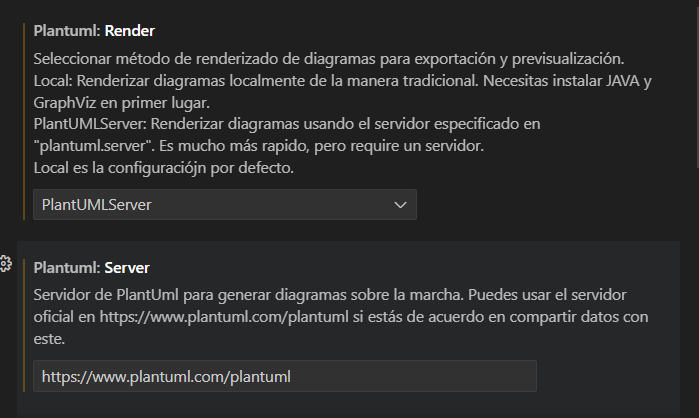 Plantuml: Render
Seleccionar método de renderizado de diagramas para exportación y previsualización.
Local: Renderizar diagramas localmente de la manera tradicional. Necesitas instalar JAVA y
GraphViz en primer lugar.
PlantUMLServer: Renderizar diagramas usando el servidor especificado en
"plantuml.server". Es mucho más rapido, pero require un servidor.
Local es la configuraciójn por defecto.
PlantUMLServer
Plantuml: Server
Servidor de PlantUml para generar diagramas sobre la marcha. Puedes usar el servidor
oficial en https://www.plantuml.com/plantuml si estás de acuerdo en compartir datos con
este.
https://www.plantuml.com/plantuml